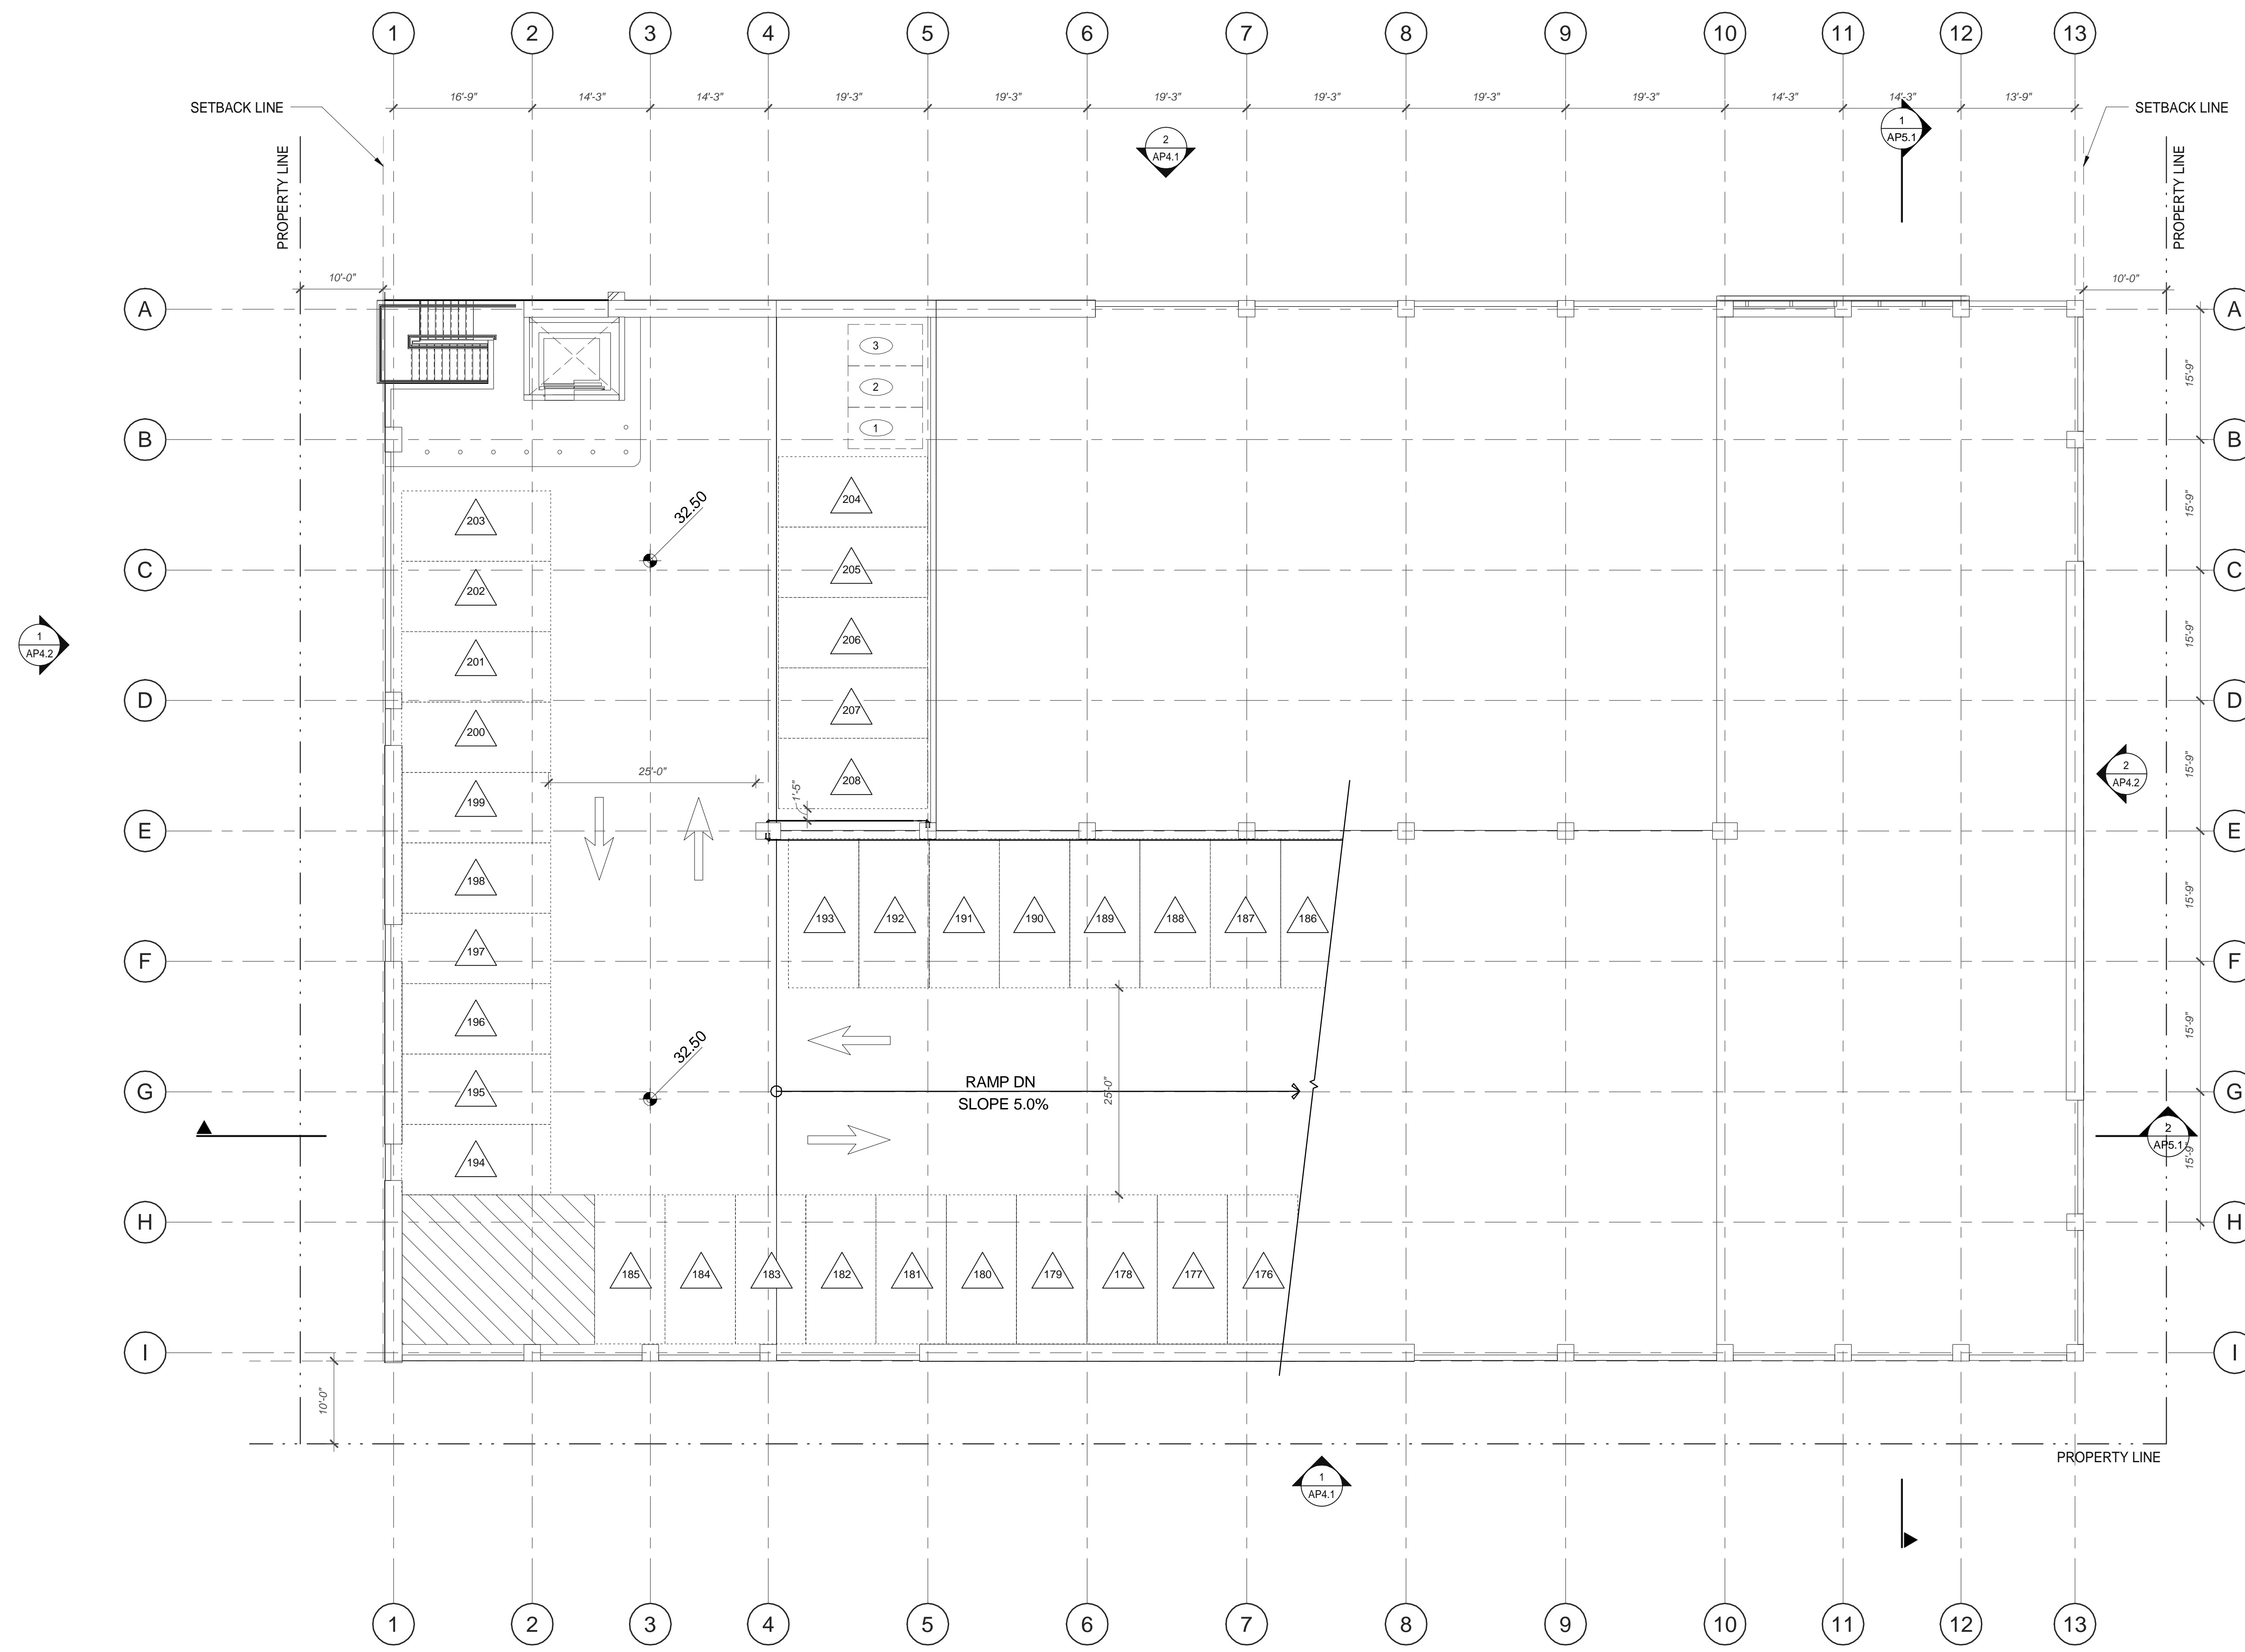 1 2 3 4 5 6 7 8 9 10 11 12 13
16'-9" 14'-3" 14'-3" 19'-3" 19'-3" 19'-3" 19'-3" 19'-3" 19'-3" 14'-3" 14'-3" 13'-9"
SETBACK LINE
SETBACK LINE
1
AP5.1
2
AP4.1
PROPERTY LINE
PROPERTY LINE
10'-0"
10'-0"
A
A
3
2
1
15'-9"
B
B
204
203
32.50
15'-9"
C
205
C
202
206
201
15'-9"
1
AP4.2
D
207
D
200
25'-0"
208
1'-5"
199
15'-9"
2
AP4.2
E
E
198
193 192 191 190 189 188 187 186
15'-9"
197
F
F
196
32.50
15'-9"
RAMP DN
SLOPE 5.0%
25'-0"
G
195
G
2
AP5.1
15'-9"
194
H
H
185 184 183 182 181 180 179 178 177 176
I
I
10'-0"
PROPERTY LINE
1
AP4.1
1 2 3 4 5 6 7 8 9 10 11 12 13